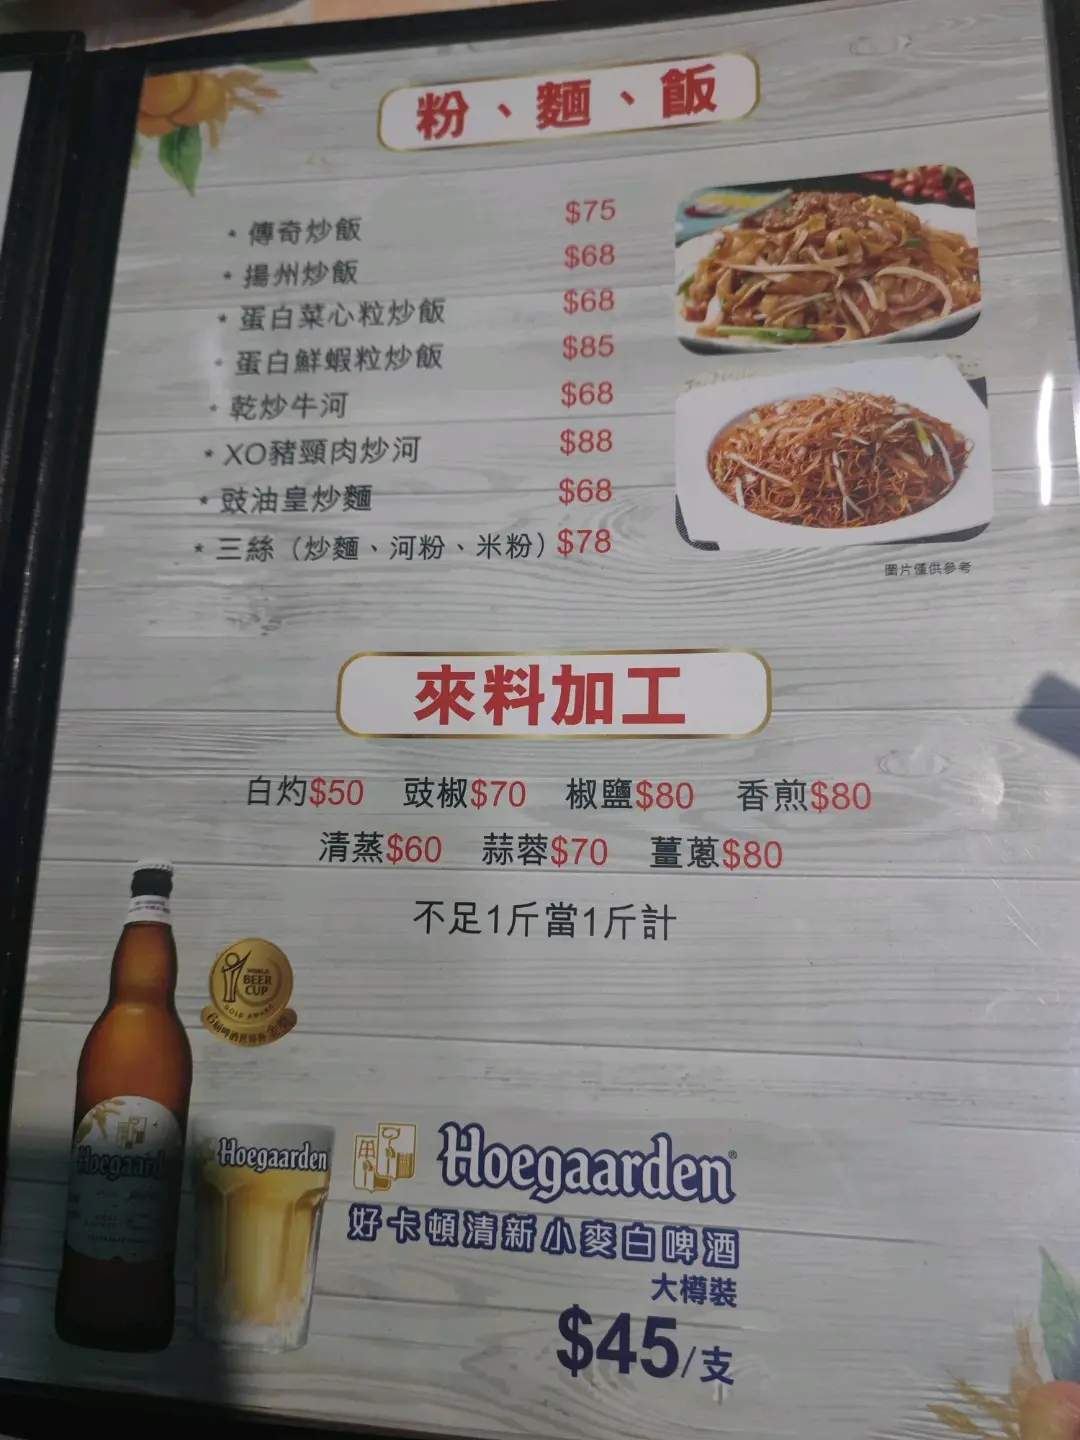 粉、麵、飯
* 傳奇炒飯 $75
* 揚州炒飯 $68
* 蛋白菜心粒炒飯 $68
* 蛋白鮮蝦粒炒飯 $85
* 乾炒牛河 $68
* XO豬頸肉炒河 $88
* 豉油皇炒麵 $68
* 三絲（炒麵、河粉、米粉） $78
圖片僅供參考
來料加工
白灼$50 豉椒$70 椒鹽$80 香煎$80
清蒸$60 蒜蓉$70 薑蔥$80
不足1斤當1斤計
WORLD
BEER
CUP
GOLD AWARD
Hoegaarden
Hoegaarden
Hoegaarden®
好卡頓清新小麥白啤酒
大樽裝
$45/支